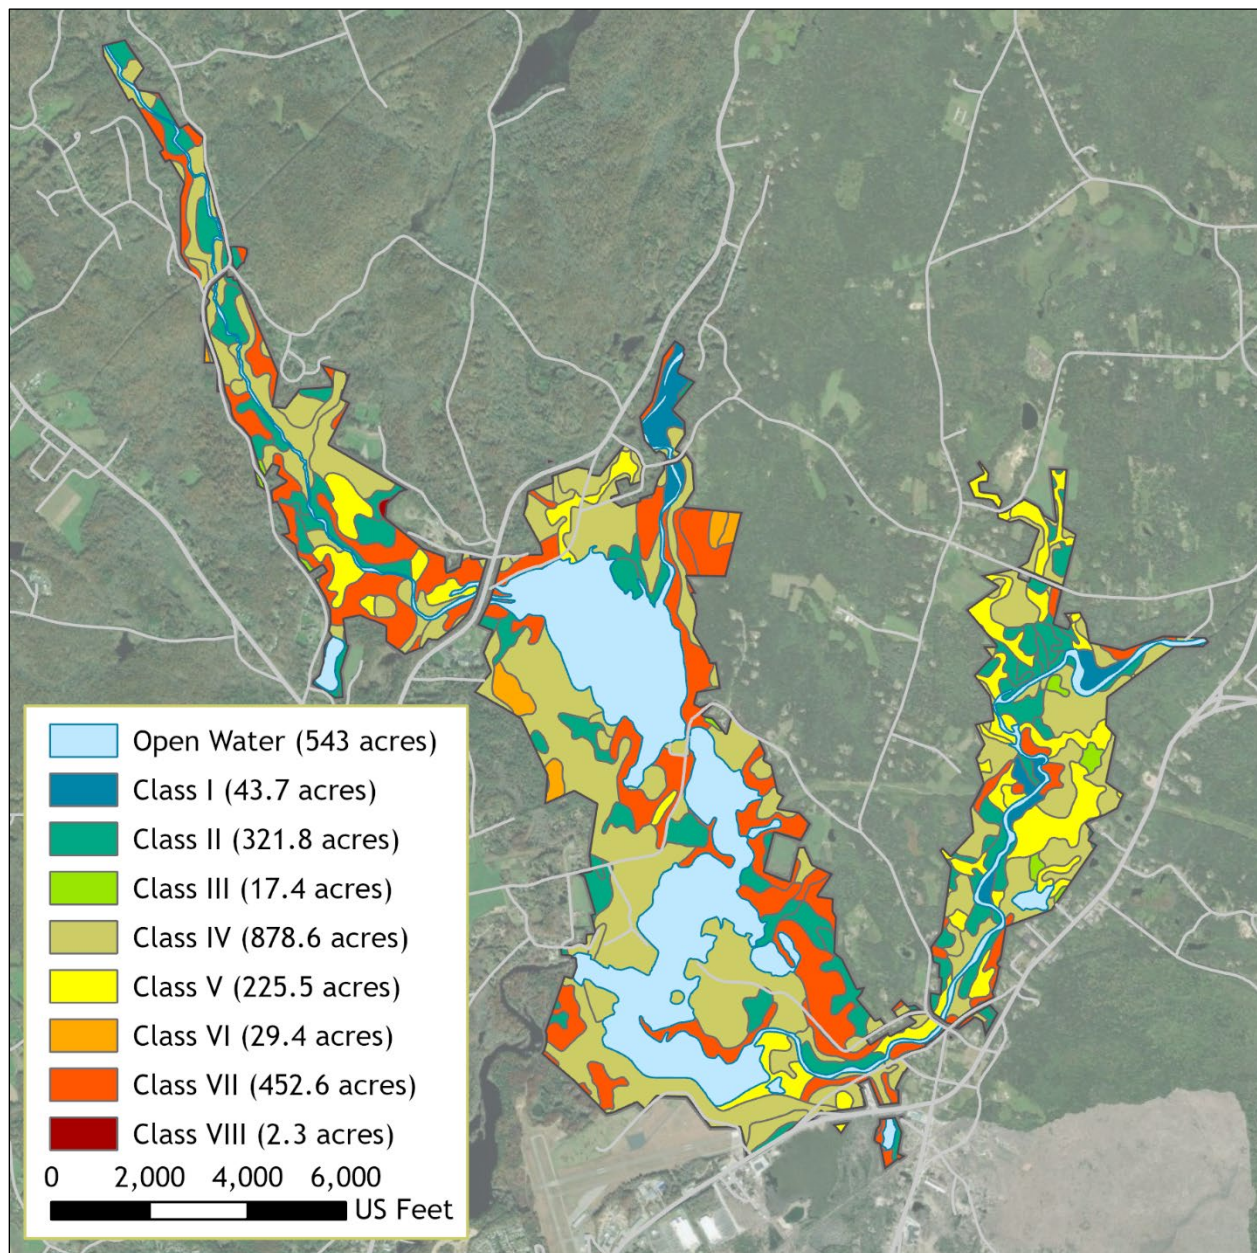 Open Water (543 acres)
Class I (43.7 acres)
Class II (321.8 acres)
Class III (17.4 acres)
Class IV (878.6 acres)
Class V (225.5 acres)
Class VI (29.4 acres)
Class VII (452.6 acres)
Class VIII (2.3 acres)
0 2,000 4,000 6,000
US Feet